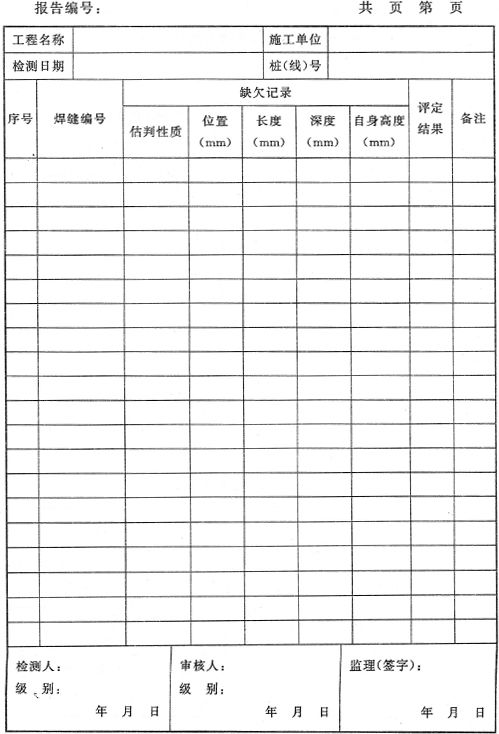 报告编号： 共 页 第 页
工程名称 施工单位
检测日期 桩(线)号
缺欠记录
序号 焊缝编号 估判性质 位置(mm) 长度(mm) 深度(mm) 自身高度(mm) 评定结果 备注
检测人： 审核人： 监理(签字)：
级 别： 级 别：
年 月 日 年 月 日 年 月 日